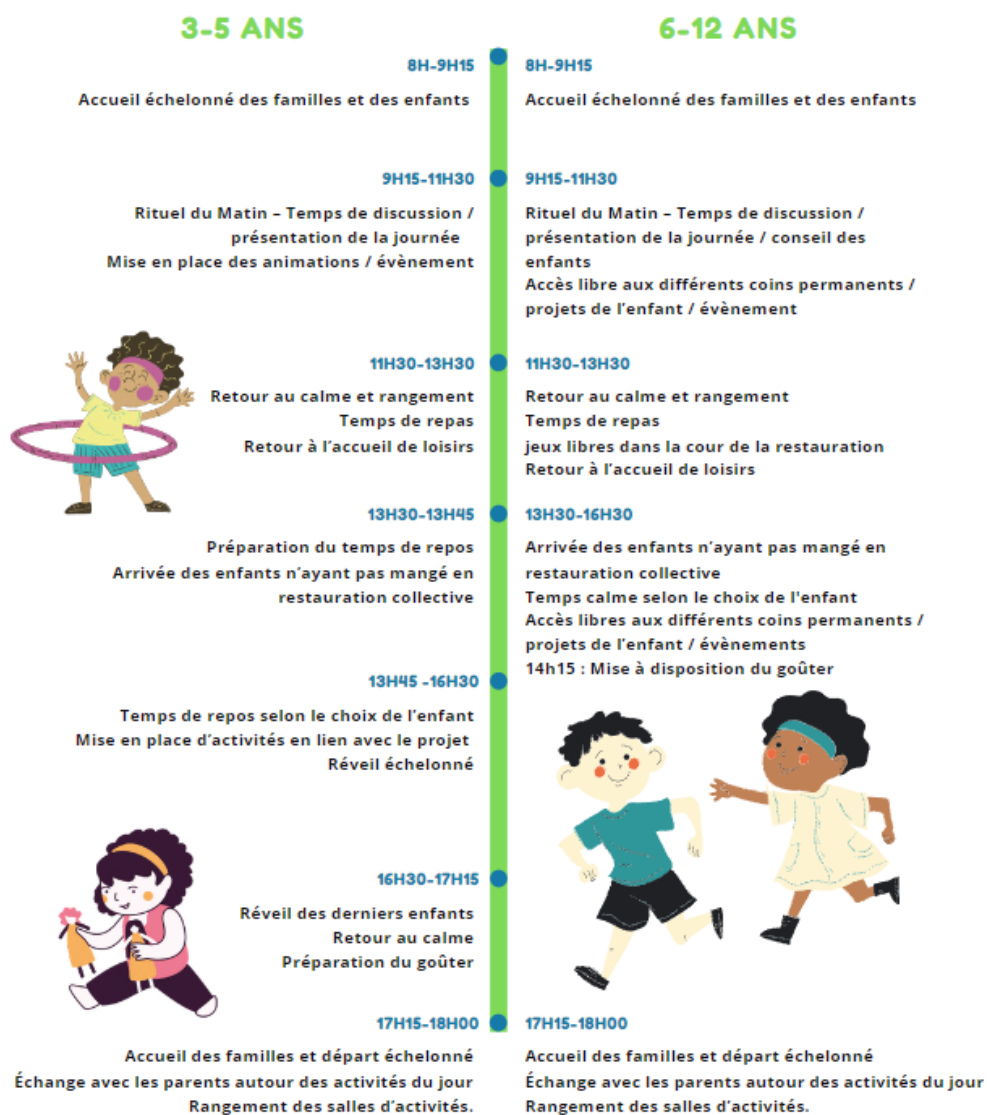 3-5 ANS
8H-9H15
Accueil échelonné des familles et des enfants
9H15-11H30
Rituel du Matin – Temps de discussion /
présentation de la journée
Mise en place des animations / évènement
11H30-13H30
Retour au calme et rangement
Temps de repas
Retour à l’accueil de loisirs
13H30-13H45
Préparation du temps de repos
Arrivée des enfants n’ayant pas mangé en
restauration collective
13H45 -16H30
Temps de repos selon le choix de l’enfant
Mise en place d’activités en lien avec le projet
Réveil échelonné
16H30-17H15
Réveil des derniers enfants
Retour au calme
Préparation du goûter
17H15-18H00
Accueil des familles et départ échelonné
Échange avec les parents autour des activités du jour
Rangement des salles d’activités.
6-12 ANS
8H-9H15
Accueil échelonné des familles et des enfants
9H15-11H30
Rituel du Matin – Temps de discussion /
présentation de la journée / conseil des
enfants
Accès libre aux différents coins permanents /
projets de l’enfant / évènement
11H30-13H30
Retour au calme et rangement
Temps de repas
jeux libres dans la cour de la restauration
Retour à l’accueil de loisirs
13H30-16H30
Arrivée des enfants n’ayant pas mangé en
restauration collective
Temps calme selon le choix de l'enfant
Accès libres aux différents coins permanents /
projets de l’enfant / évènements
14h15 : Mise à disposition du goûter
17H15-18H00
Accueil des familles et départ échelonné
Échange avec les parents autour des activités du jour
Rangement des salles d’activités.